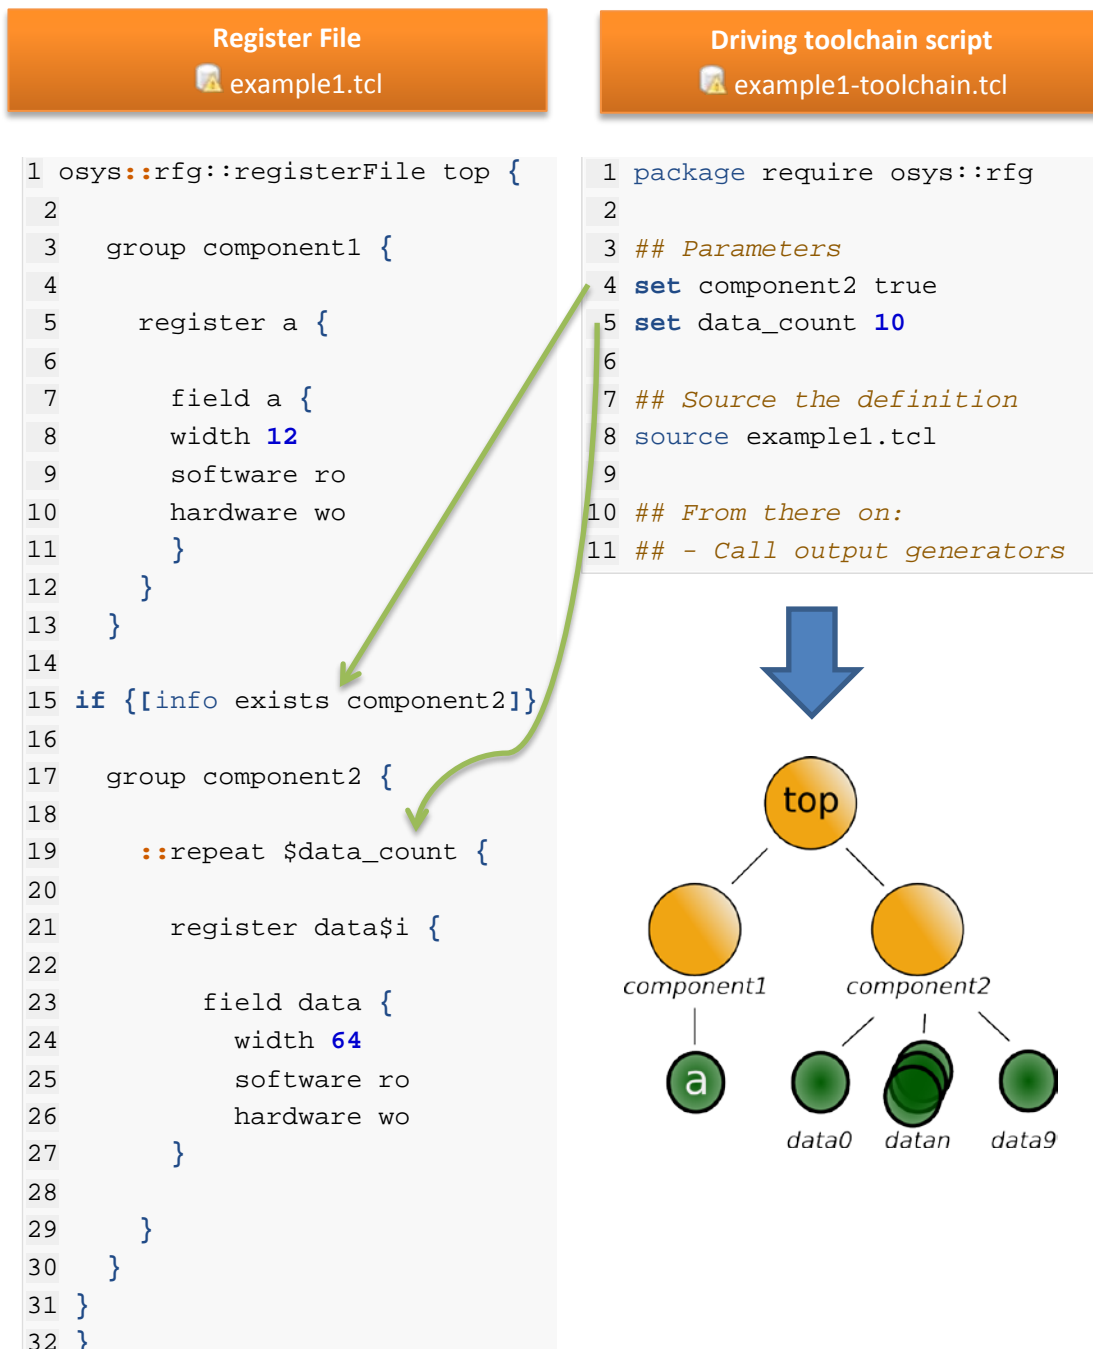 Register File
example1.tcl
Driving toolchain script
example1-toolchain.tcl
1 osys::rfg::registerFile top {
2
3 group component1 {
4
5 register a {
6
7 field a {
8 width 12
9 software ro
10 hardware wo
11 }
12 }
13 }
14
15 if {[info exists component2]}
16
17 group component2 {
18
19 ::repeat $data_count {
20
21 register data$i {
22
23 field data {
24 width 64
25 software ro
26 hardware wo
27 }
28
29 }
30 }
31 }
32 }
1 package require osys::rfg
2
3 ## Parameters
4 set component2 true
5 set data_count 10
6
7 ## Source the definition
8 source example1.tcl
9
10 ## From there on:
11 ## - Call output generators
top
component1 component2
a
data0 datan data9